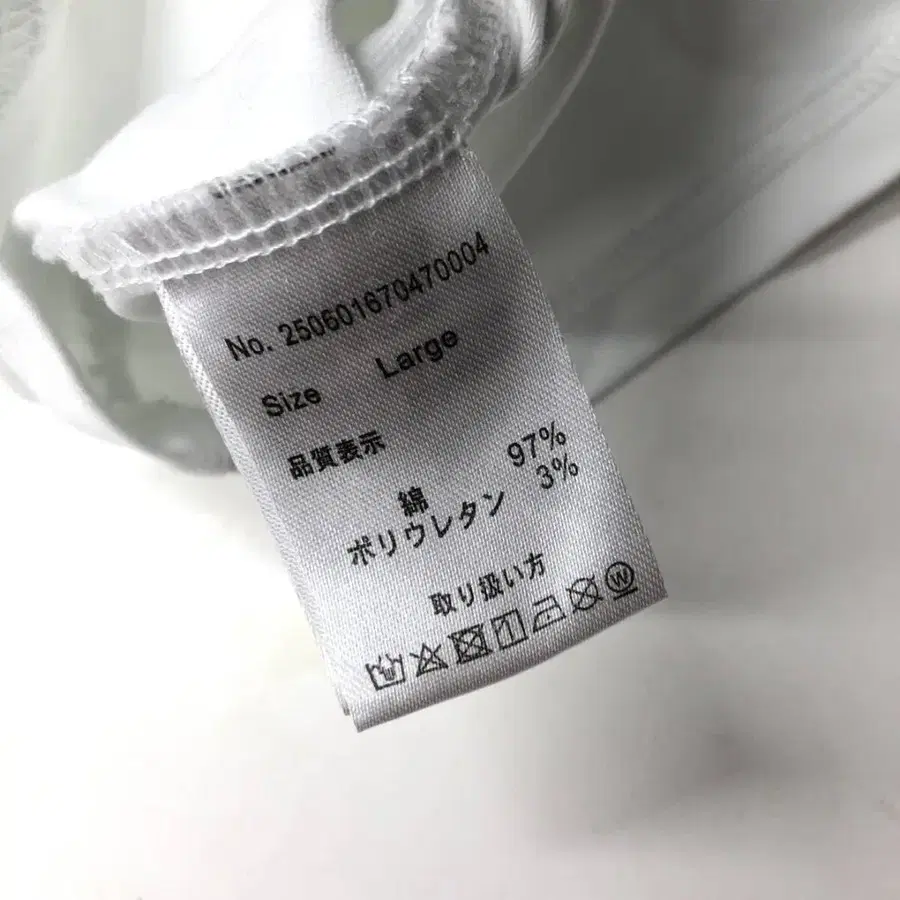 No. 250601670470004
Size Large
品質表示
綿 97%
ポリウレタン 3%
取り扱い方
W